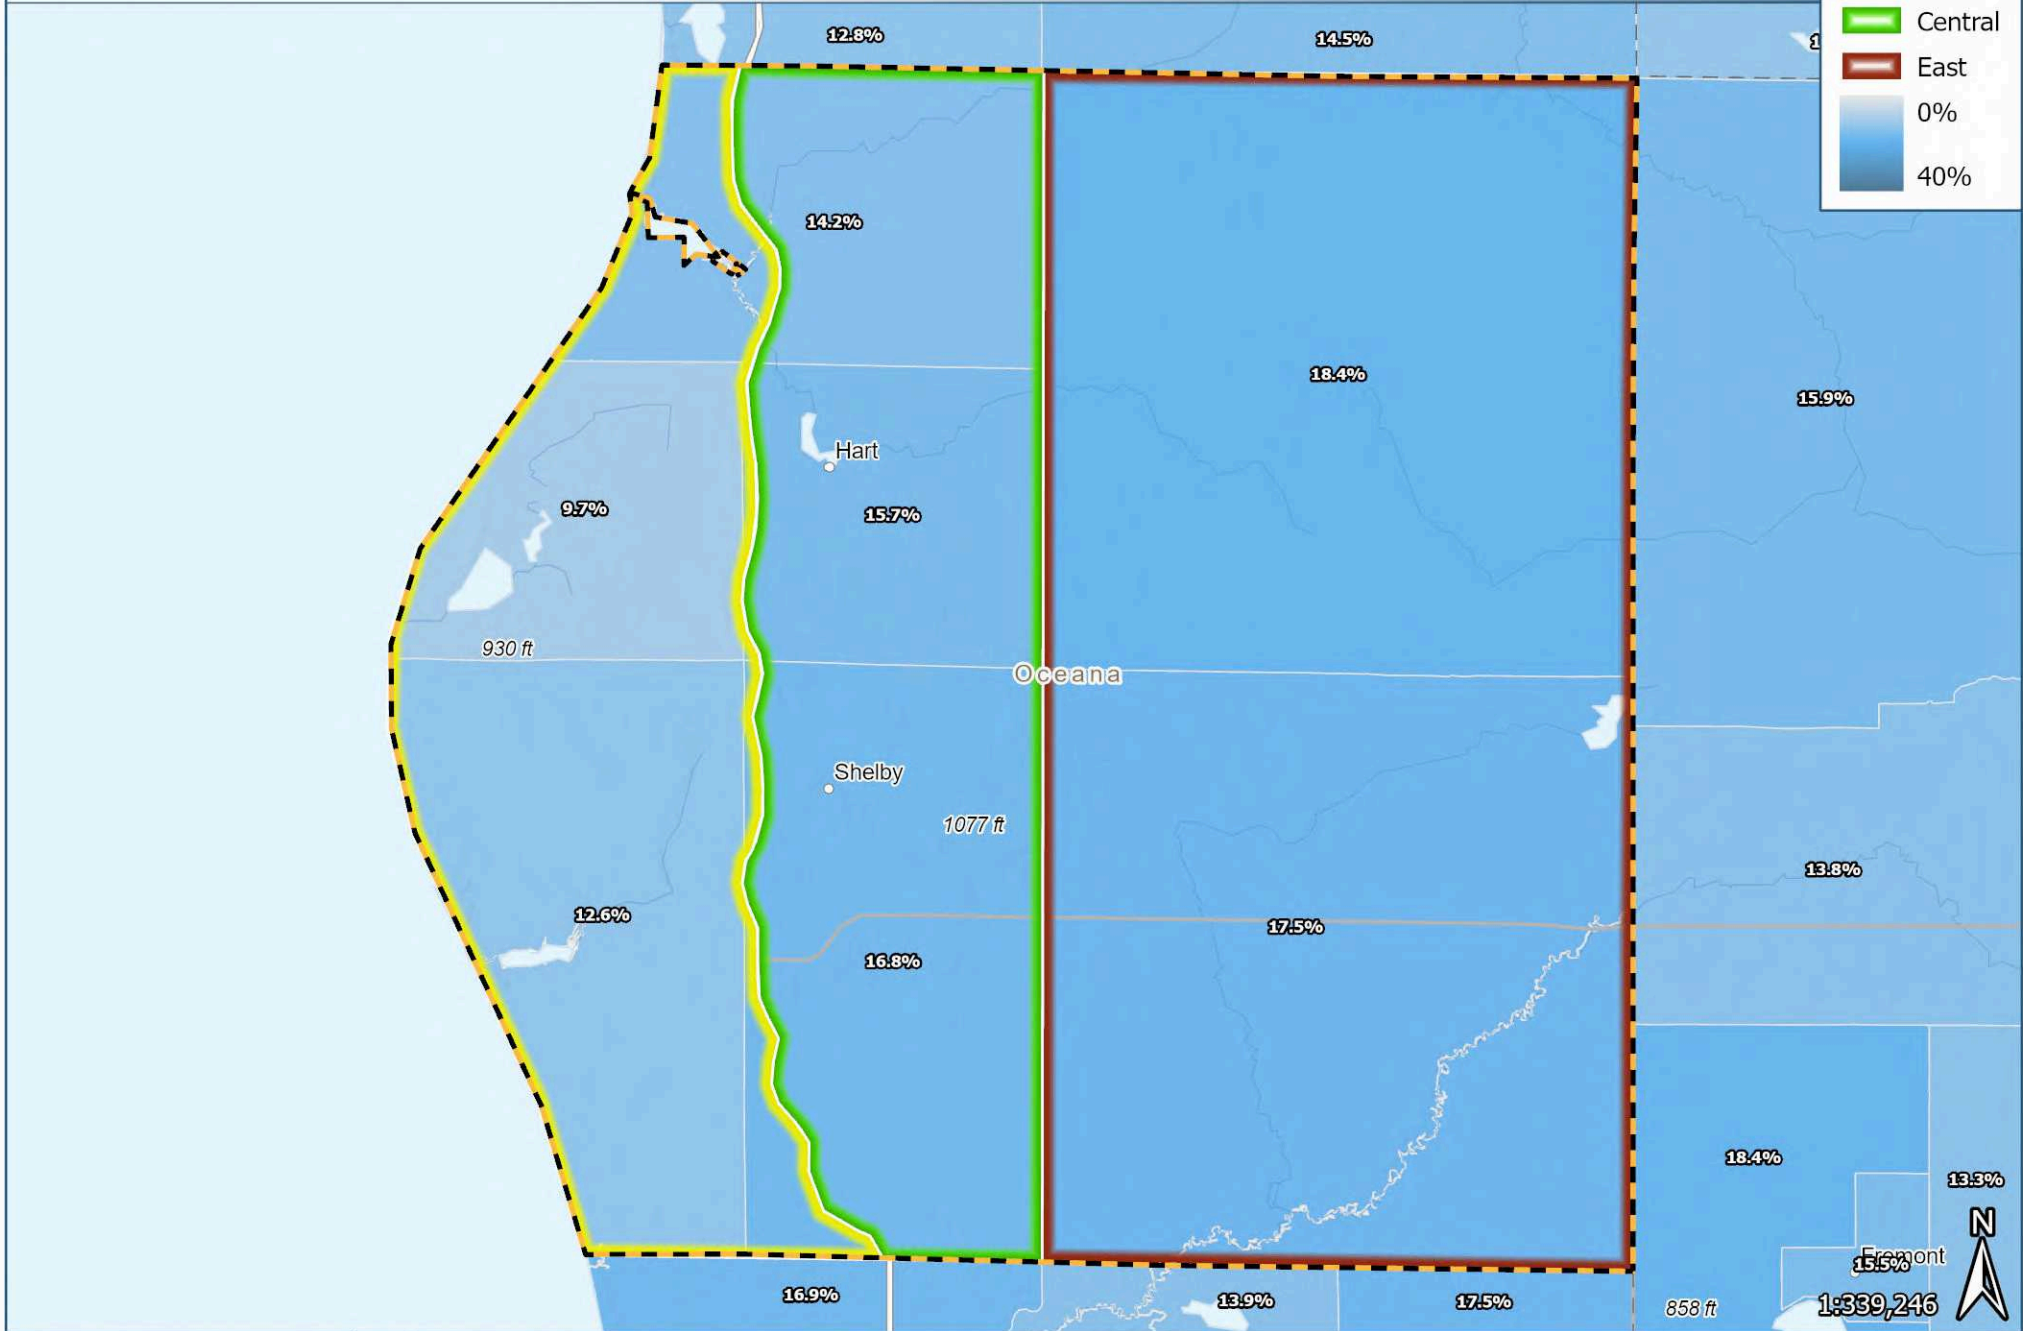 Central
East
0%
40%
12.8%
14.5%
14.2%
18.4%
15.9%
Hart
9.7%
15.7%
930 ft
Oceana
Shelby
1077 ft
12.6%
16.8%
17.5%
13.8%
18.4%
13.3%
N
Fremont
15.5%
16.9%
13.9%
17.5%
858 ft
1:339,246